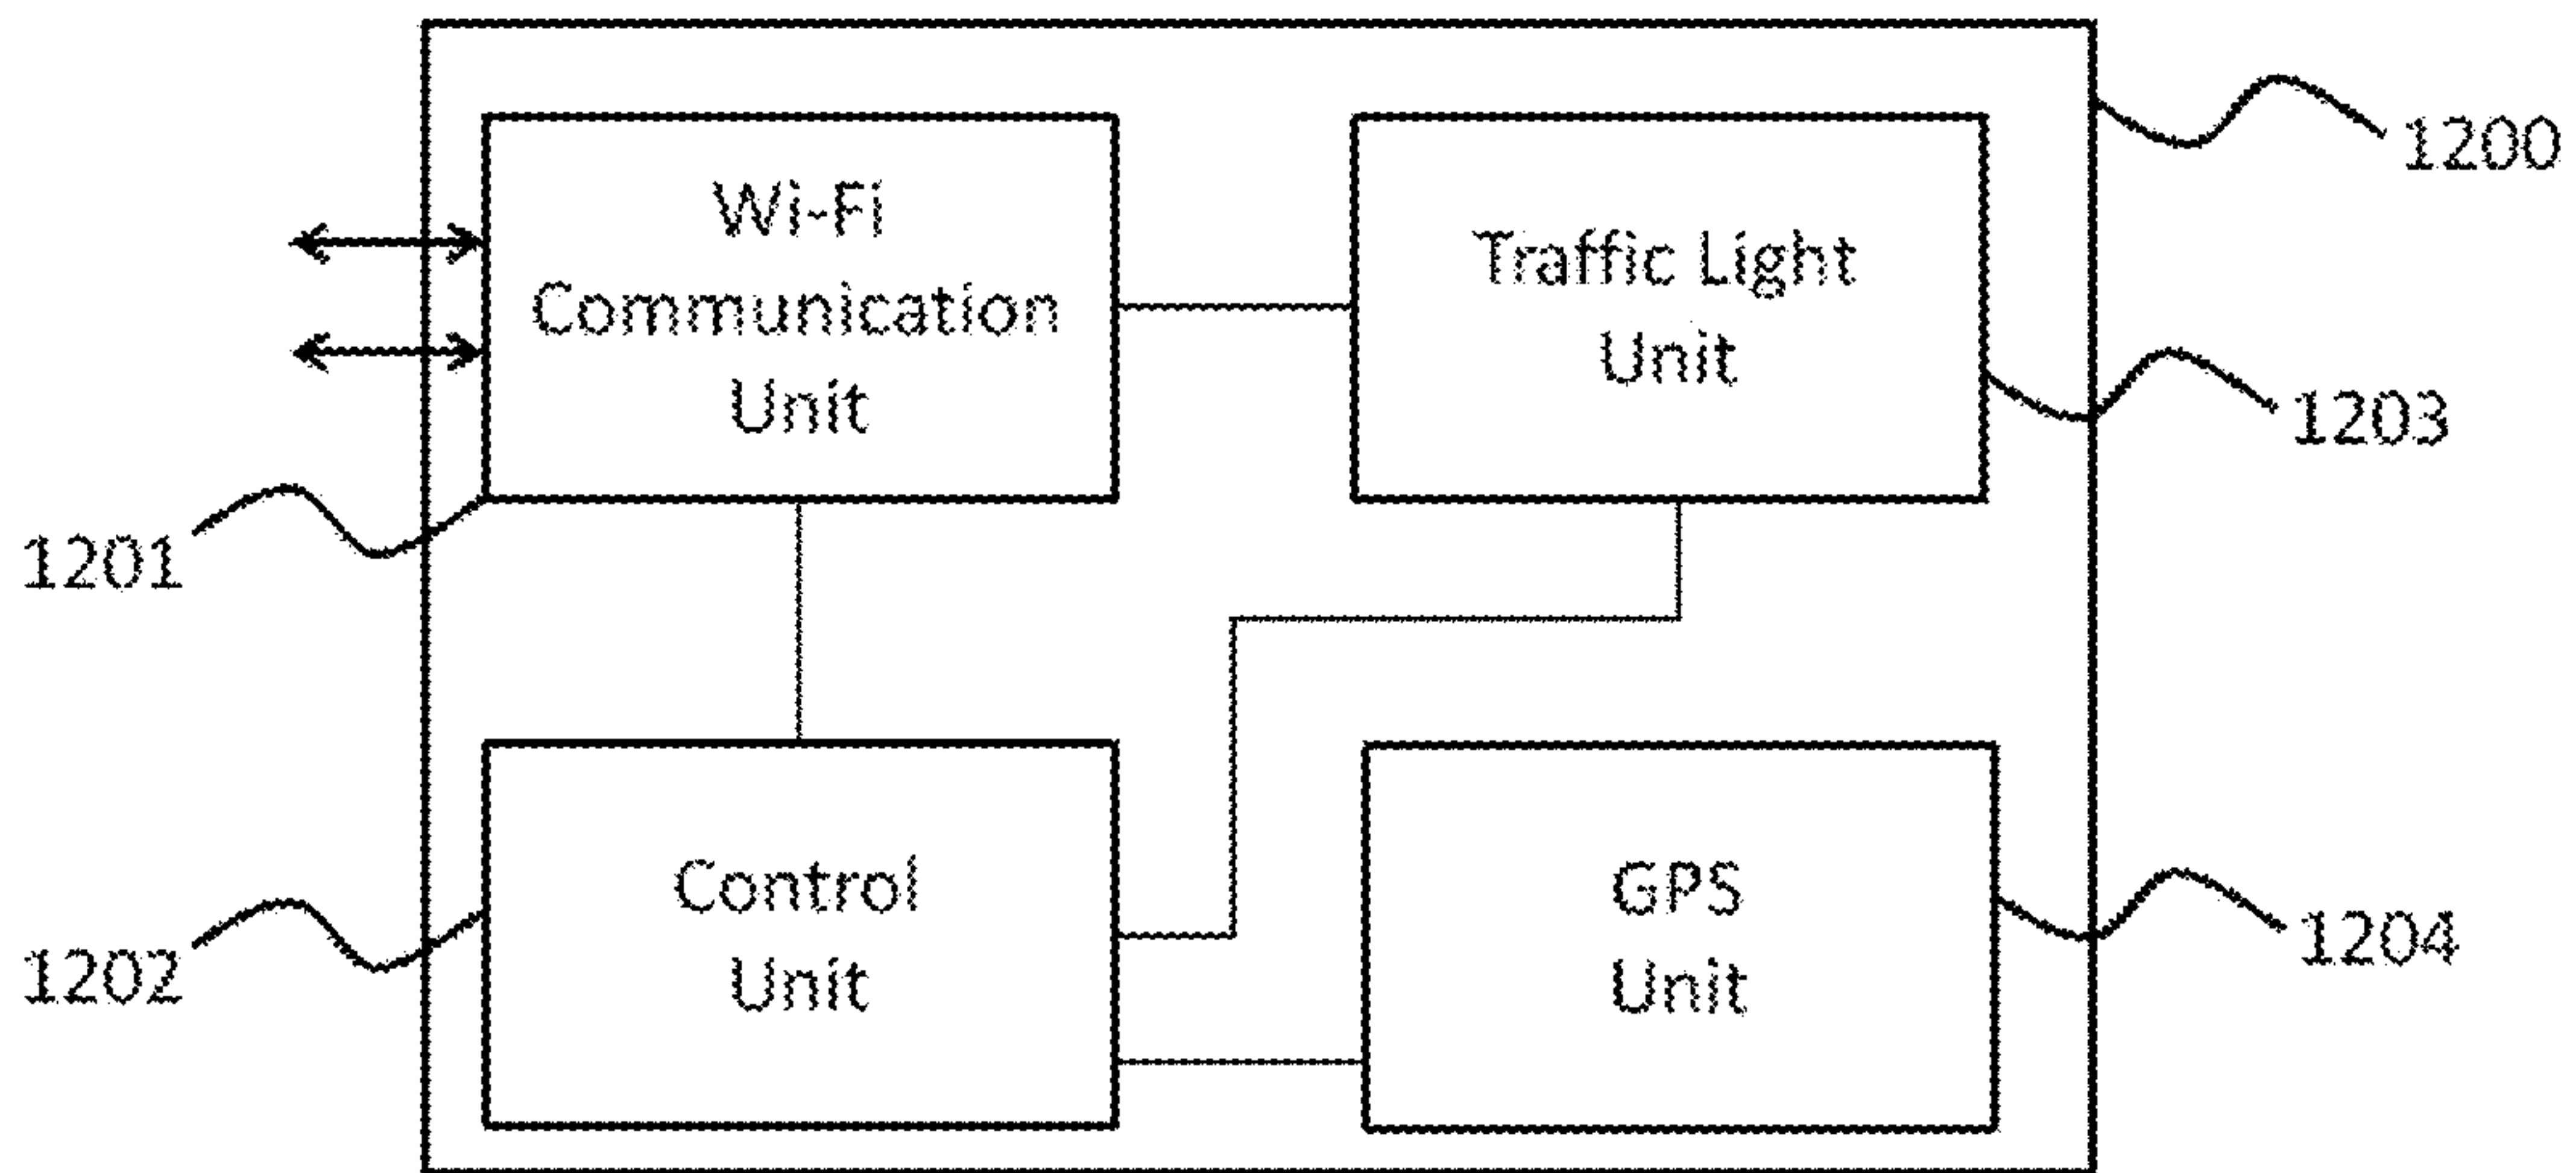 Wi-Fi
Communication
Unit
Traffic Light
Unit
1200
1203
1201
Control
Unit
GPS
Unit
1202
1204